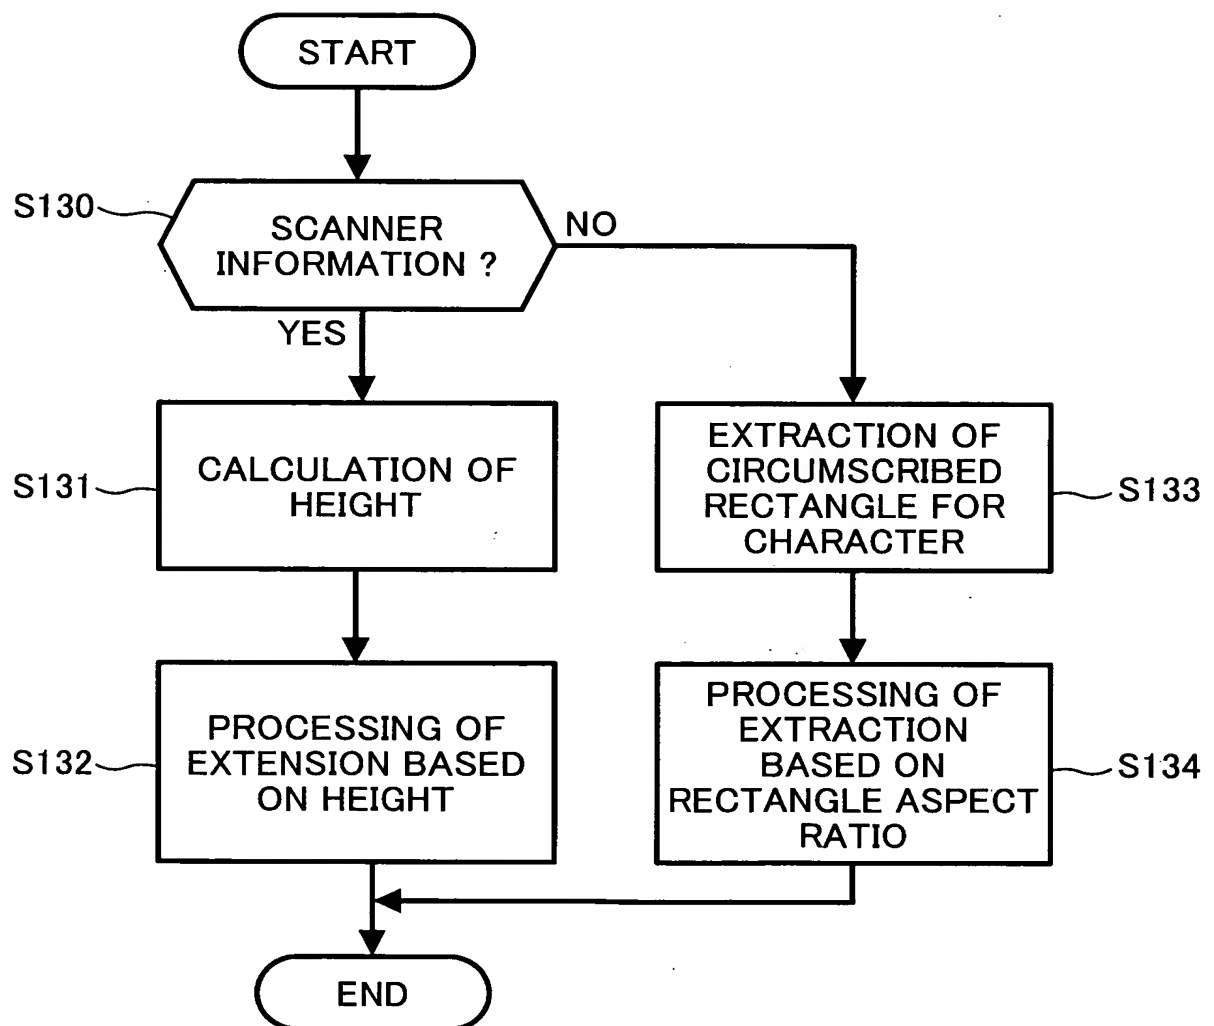 START
S130
SCANNER
INFORMATION ?
NO
YES
S131
CALCULATION OF
HEIGHT
EXTRACTION OF
CIRCUMSCRIBED
RECTANGLE FOR
CHARACTER
S133
S132
PROCESSING OF
EXTENSION BASED
ON HEIGHT
PROCESSING OF
EXTRACTION
BASED ON
RECTANGLE ASPECT
RATIO
S134
END